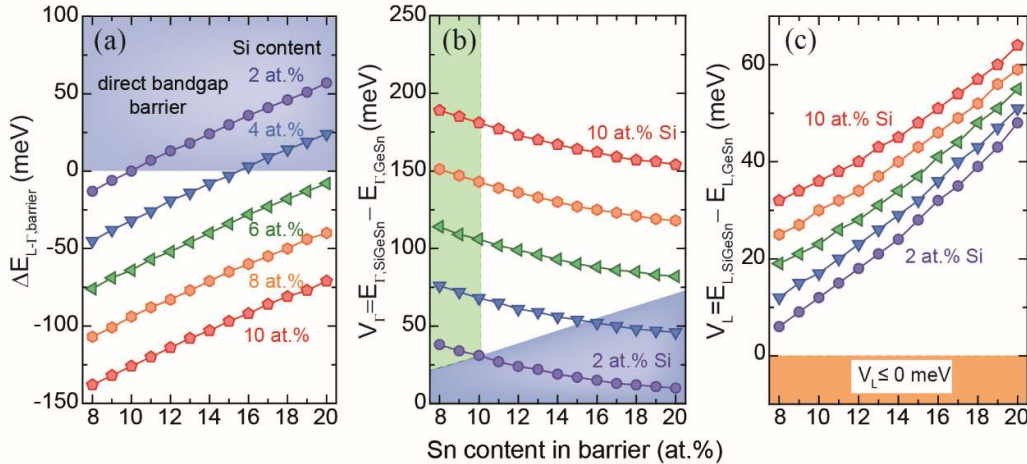 (a)
Si content
direct bandgap
barrier
2 at.%
4 at.%
6 at.%
8 at.%
10 at.%
ΔE_L-Γ,barrier (meV)
100
50
0
-50
-100
-150
8 10 12 14 16 18 20
(b)
10 at.% Si
2 at.% Si
V_Γ=E_Γ,SiGeSn − E_Γ,GeSn (meV)
250
200
150
100
50
0
8 10 12 14 16 18 20
(c)
10 at.% Si
2 at.% Si
V_L≤ 0 meV
V_L=E_L,SiGeSn − E_L,GeSn (meV)
60
40
20
0
8 10 12 14 16 18 20
Sn content in barrier (at.%)